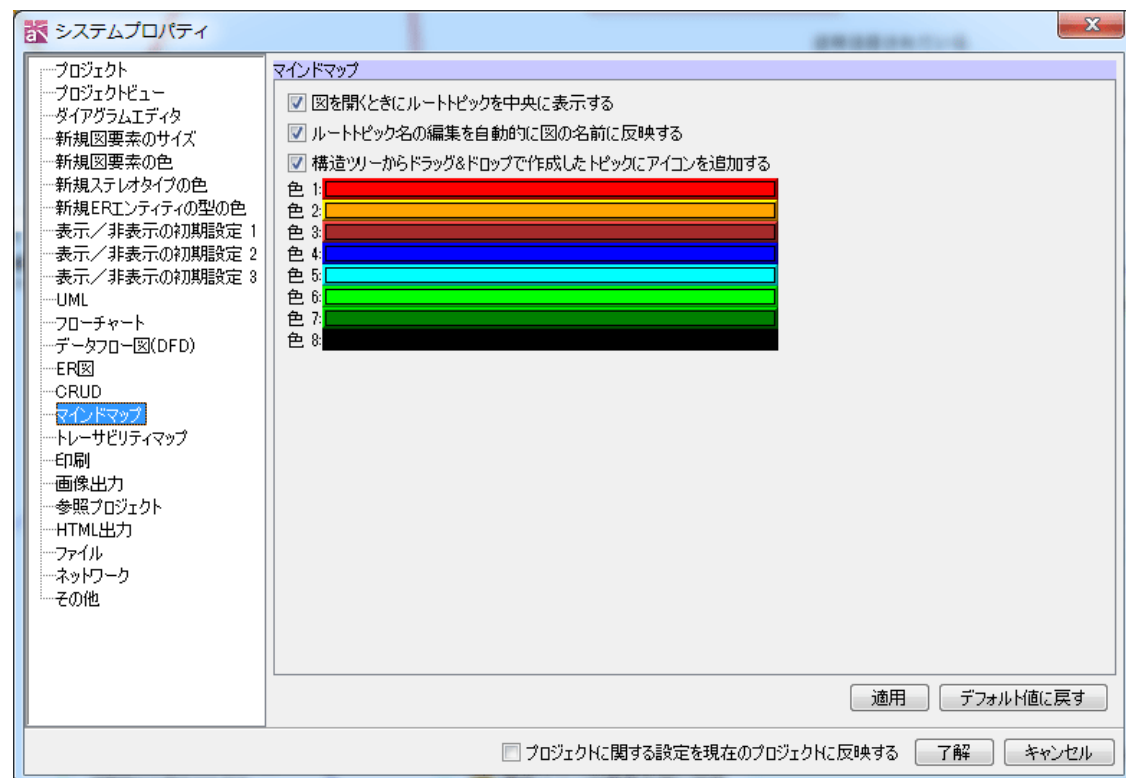 システムプロパティ
プロジェクト
プロジェクトビュー
ダイアグラムエディタ
新規図要素のサイズ
新規図要素の色
新規ステレオタイプの色
新規ERエンティティの型の色
表示／非表示の初期設定 1
表示／非表示の初期設定 2
表示／非表示の初期設定 3
UML
フローチャート
データフロー図(DFD)
ER図
CRUD
マインドマップ
トレーサビリティマップ
印刷
画像出力
参照プロジェクト
HTML出力
ファイル
ネットワーク
その他
マインドマップ
図を開くときにルートトピックを中央に表示する
ルートトピック名の編集を自動的に図の名前に反映する
構造ツリーからドラッグ&ドロップで作成したトピックにアイコンを追加する
色 1:
色 2:
色 3:
色 4:
色 5:
色 6:
色 7:
色 8:
適用 デフォルト値に戻す
プロジェクトに関する設定を現在のプロジェクトに反映する 了解 キャンセル